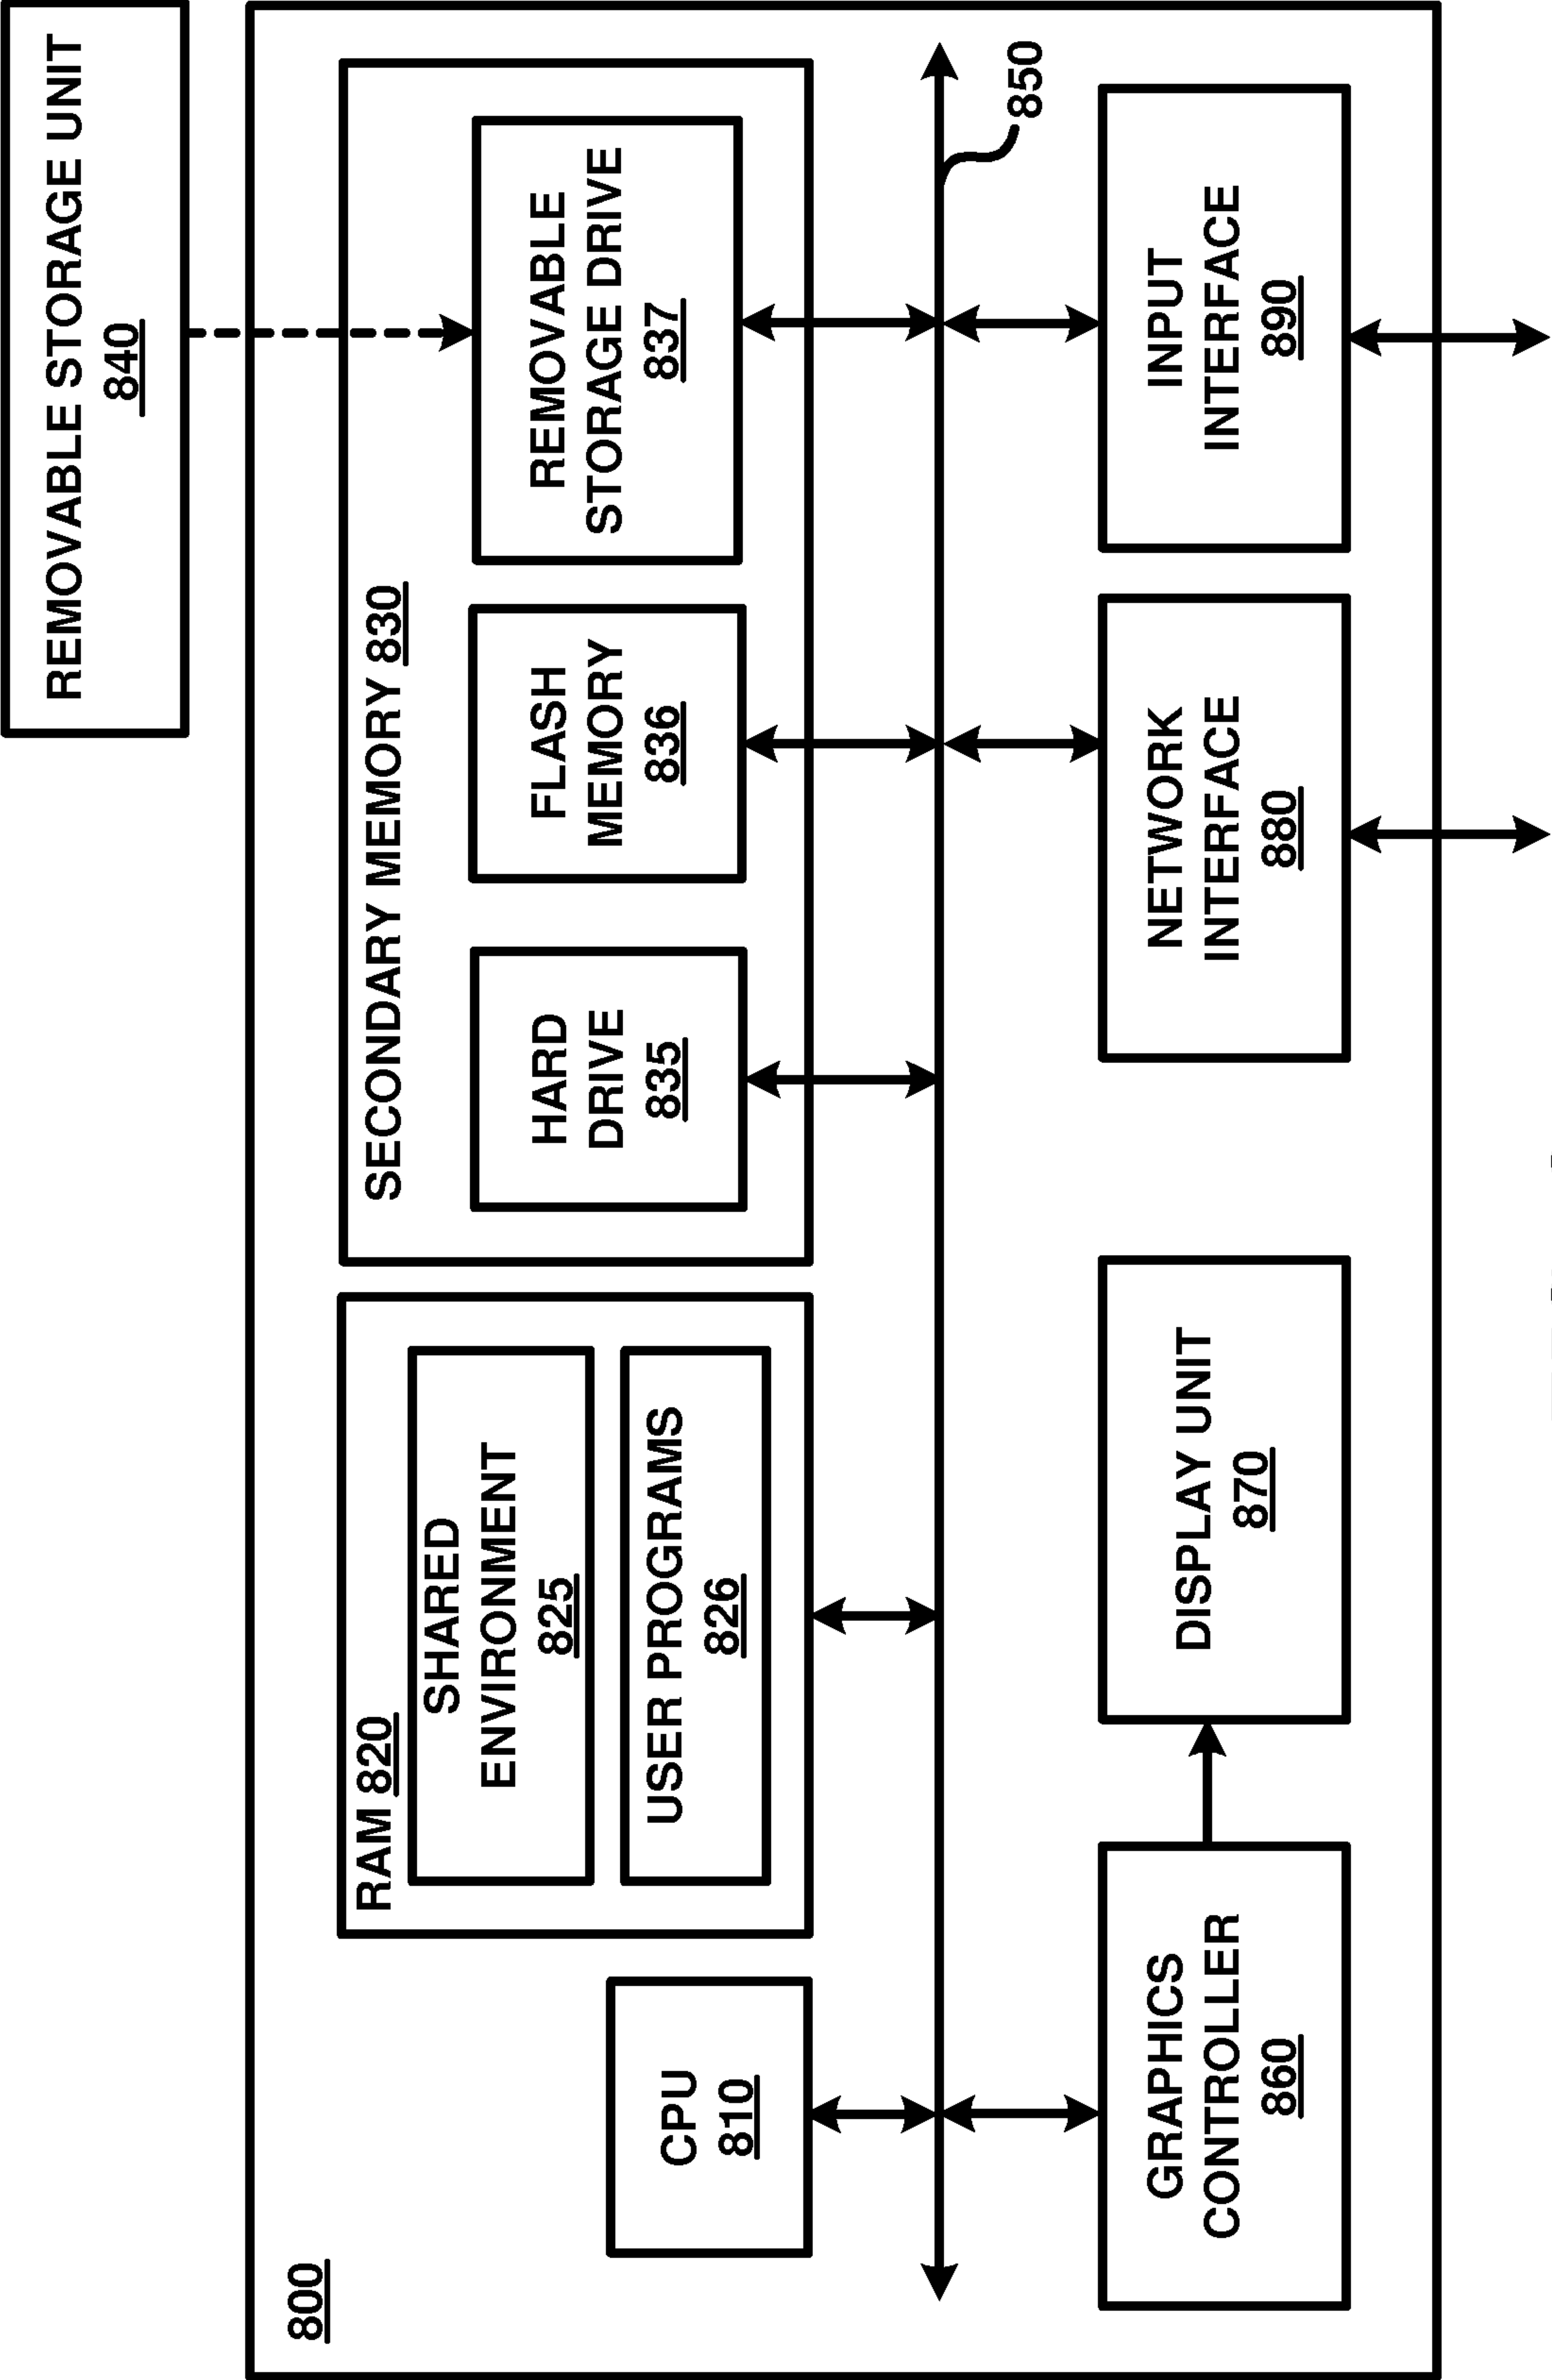 REMOVABLE STORAGE UNIT
840
800
CPU
810
RAM 820
SHARED
ENVIRONMENT
825
USER PROGRAMS
826
SECONDARY MEMORY 830
HARD
DRIVE
835
FLASH
MEMORY
836
REMOVABLE
STORAGE DRIVE
837
850
GRAPHICS
CONTROLLER
860
DISPLAY UNIT
870
NETWORK
INTERFACE
880
INPUT
INTERFACE
890